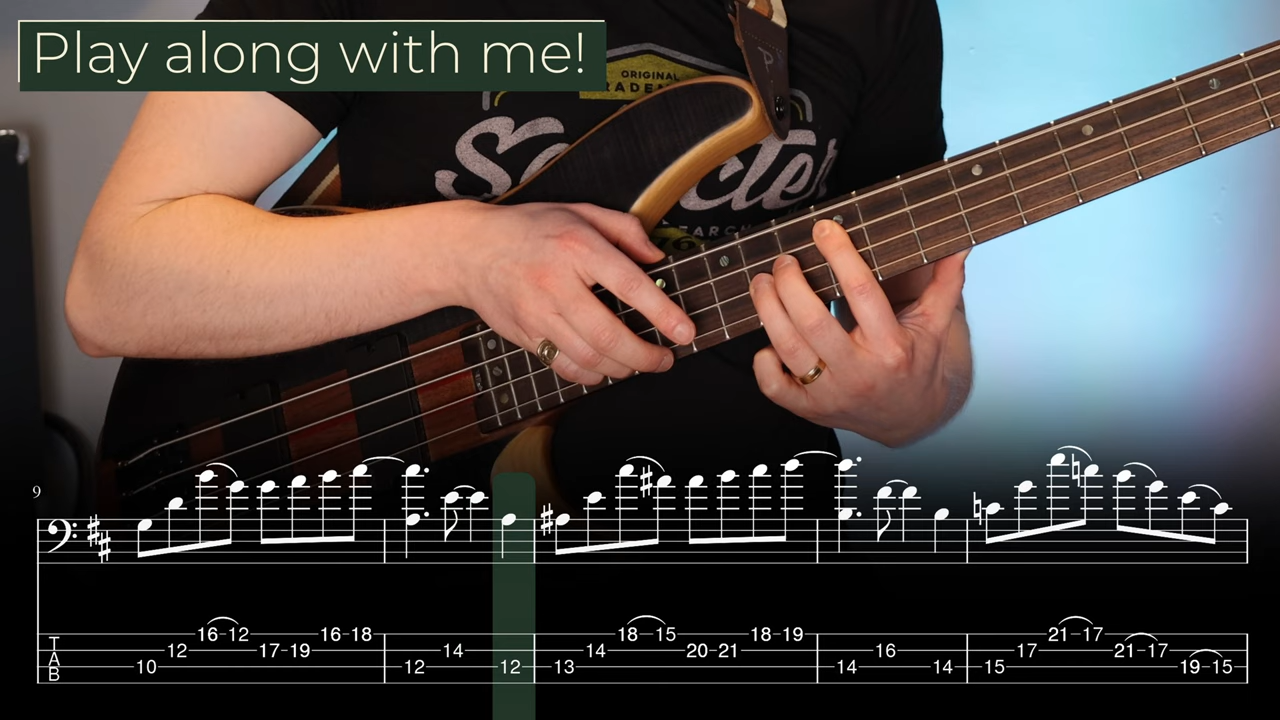 Play along with me!
ORIGINAL
9
16 12 16 18 18 15 18 19 21 17
T 12 17 19 14 14 20 21 16 17 21 17
A 10 12 12 13 14 14 15 19 15
B